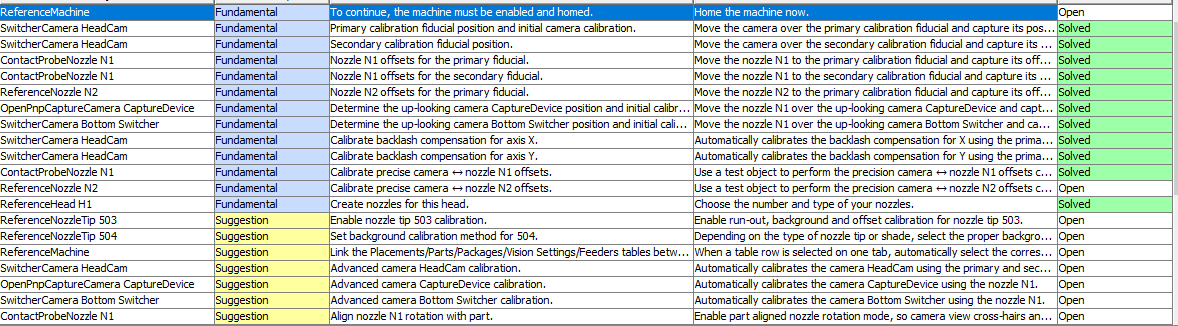 ReferenceMachine Fundamental To continue, the machine must be enabled and homed. Home the machine now. Open
SwitcherCamera HeadCam Fundamental Primary calibration fiducial position and initial camera calibration. Move the camera over the primary calibration fiducial and capture its pos... Solved
SwitcherCamera HeadCam Fundamental Secondary calibration fiducial position. Move the camera over the secondary calibration fiducial and capture its ... Solved
ContactProbeNozzle N1 Fundamental Nozzle N1 offsets for the primary fiducial. Move the nozzle N1 to the primary calibration fiducial and capture its off... Solved
ContactProbeNozzle N1 Fundamental Nozzle N1 offsets for the secondary fiducial. Move the nozzle N1 to the secondary calibration fiducial and capture its ... Solved
ReferenceNozzle N2 Fundamental Nozzle N2 offsets for the primary fiducial. Move the nozzle N2 to the primary calibration fiducial and capture its off... Solved
OpenPnpCaptureCamera CaptureDevice Fundamental Determine the up-looking camera CaptureDevice position and initial calibr... Move the nozzle N1 over the up-looking camera CaptureDevice and capt... Solved
SwitcherCamera Bottom Switcher Fundamental Determine the up-looking camera Bottom Switcher position and initial cali... Move the nozzle N1 over the up-looking camera Bottom Switcher and ca... Solved
SwitcherCamera HeadCam Fundamental Calibrate backlash compensation for axis X. Automatically calibrates the backlash compensation for X using the prima... Solved
SwitcherCamera HeadCam Fundamental Calibrate backlash compensation for axis Y. Automatically calibrates the backlash compensation for Y using the prima... Solved
ContactProbeNozzle N1 Fundamental Calibrate precise camera ↔ nozzle N1 offsets. Use a test object to perform the precision camera ↔ nozzle N1 offsets c... Solved
ReferenceNozzle N2 Fundamental Calibrate precise camera ↔ nozzle N2 offsets. Use a test object to perform the precision camera ↔ nozzle N2 offsets c... Open
ReferenceHead H1 Fundamental Create nozzles for this head. Choose the number and type of your nozzles. Solved
ReferenceNozzleTip 503 Suggestion Enable nozzle tip 503 calibration. Enable run-out, background and offset calibration for nozzle tip 503. Open
ReferenceNozzleTip 504 Suggestion Set background calibration method for 504. Depending on the type of nozzle tip or shade, select the proper backgro... Open
ReferenceMachine Suggestion Link the Placements/Parts/Packages/Vision Settings/Feeders tables betw... When a table row is selected on one tab, automatically select the corres... Open
SwitcherCamera HeadCam Suggestion Advanced camera HeadCam calibration. Automatically calibrates the camera HeadCam using the primary and sec... Open
OpenPnpCaptureCamera CaptureDevice Suggestion Advanced camera CaptureDevice calibration. Automatically calibrates the camera CaptureDevice using the nozzle N1. Open
SwitcherCamera Bottom Switcher Suggestion Advanced camera Bottom Switcher calibration. Automatically calibrates the camera Bottom Switcher using the nozzle N1. Open
ContactProbeNozzle N1 Suggestion Align nozzle N1 rotation with part. Enable part aligned nozzle rotation mode, so camera view cross-hairs an... Open